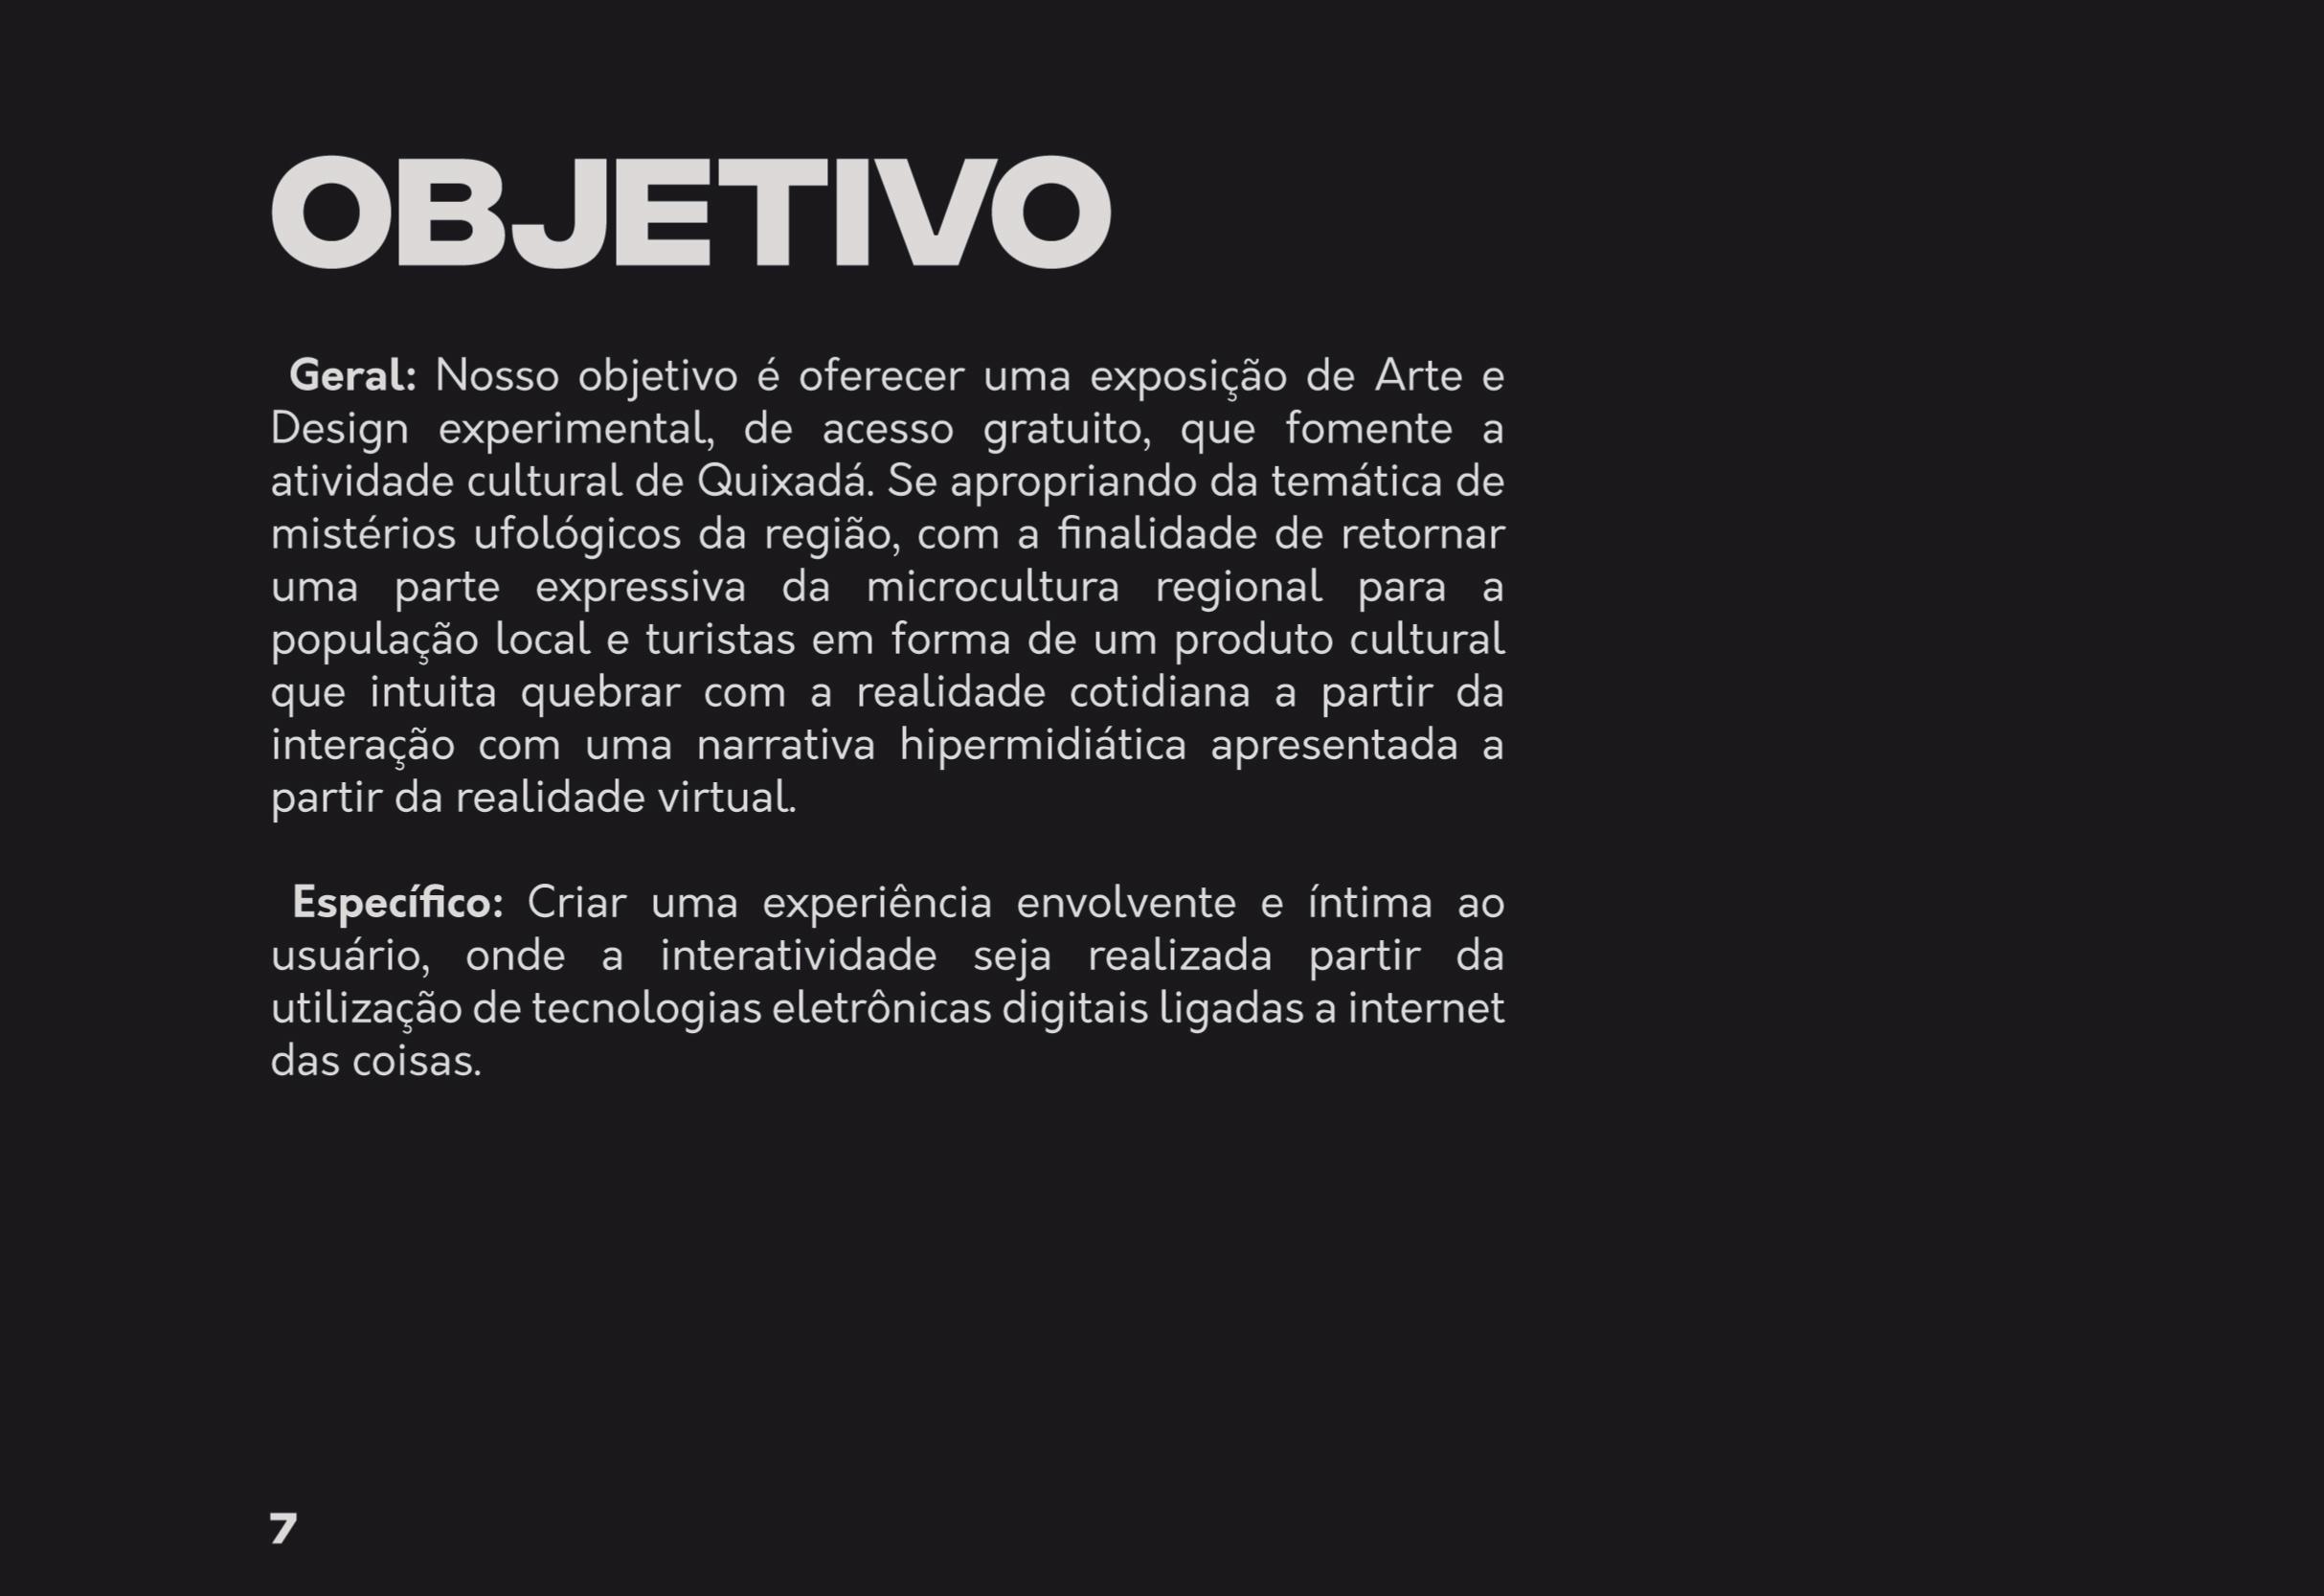 OBJETIVO
Geral: Nosso objetivo é oferecer uma exposição de Arte e
Design experimental, de acesso gratuito, que fomente a
atividade cultural de Quixadá. Se apropriando da temática de
mistérios ufológicos da região, com a finalidade de retornar
uma parte expressiva da microcultura regional para a
população local e turistas em forma de um produto cultural
que intuita quebrar com a realidade cotidiana a partir da
interação com uma narrativa hipermidiática apresentada a
partir da realidade virtual.
Específico: Criar uma experiência envolvente e íntima ao
usuário, onde a interatividade seja realizada partir da
utilização de tecnologias eletrônicas digitais ligadas a internet
das coisas.
7